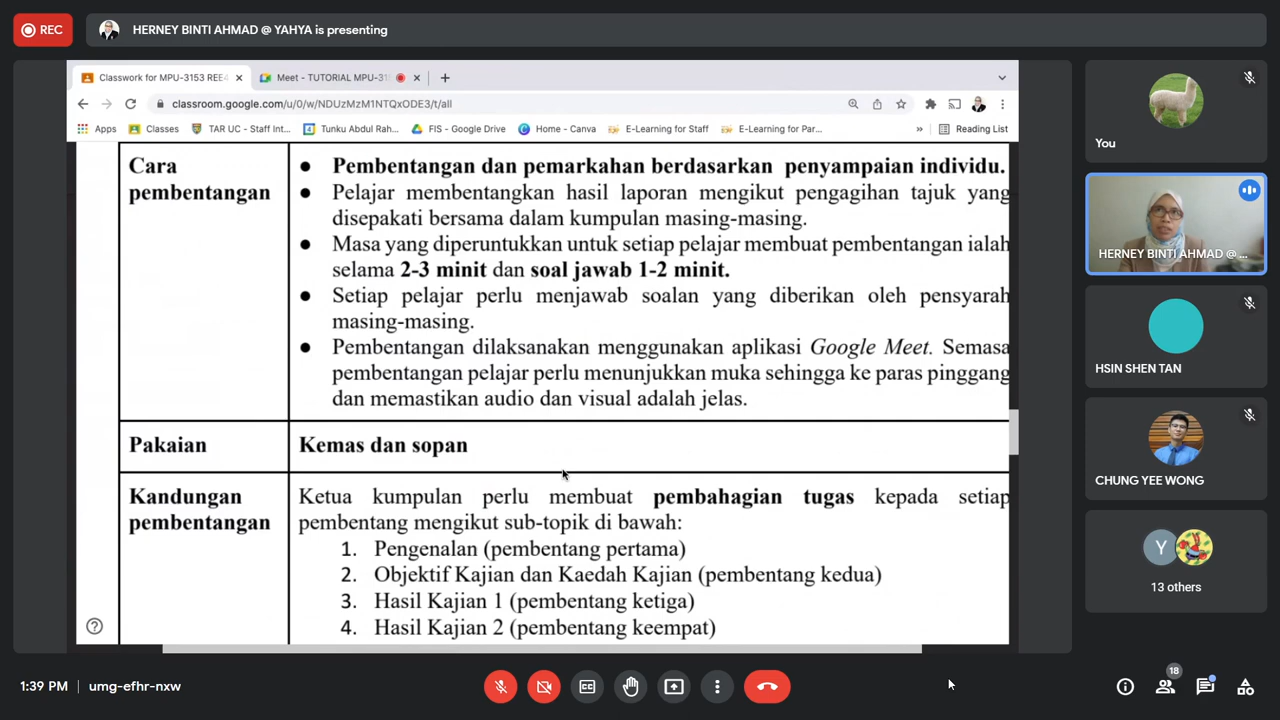 REC
HERNEY BINTI AHMAD @ YAHYA is presenting
Classwork for MPU-3153 REE4
Meet - TUTORIAL MPU-31
classroom.google.com/u/0/w/NDUzMzM1NTQxODE3/t/all
Apps Classes TAR UC - Staff Int... Tunku Abdul Rah... FIS - Google Drive Home - Canva E-Learning for Staff E-Learning for Par... » Reading List
Cara pembentangan
● Pembentangan dan pemarkahan berdasarkan penyampaian individu.
● Pelajar membentangkan hasil laporan mengikut pengagihan tajuk yang
disepakati bersama dalam kumpulan masing-masing.
● Masa yang diperuntukkan untuk setiap pelajar membuat pembentangan ialah
selama 2-3 minit dan soal jawab 1-2 minit.
● Setiap pelajar perlu menjawab soalan yang diberikan oleh pensyarah
masing-masing.
● Pembentangan dilaksanakan menggunakan aplikasi Google Meet. Semasa
pembentangan pelajar perlu menunjukkan muka sehingga ke paras pinggang
dan memastikan audio dan visual adalah jelas.
Pakaian
Kemas dan sopan
Kandungan pembentangan
Ketua kumpulan perlu membuat pembahagian tugas kepada setiap
pembentang mengikut sub-topik di bawah:
1. Pengenalan (pembentang pertama)
2. Objektif Kajian dan Kaedah Kajian (pembentang kedua)
3. Hasil Kajian 1 (pembentang ketiga)
4. Hasil Kajian 2 (pembentang keempat)
You
HERNEY BINTI AHMAD @ ...
HSIN SHEN TAN
CHUNG YEE WONG
Y
13 others
1:39 PM umg-efhr-nxw
18